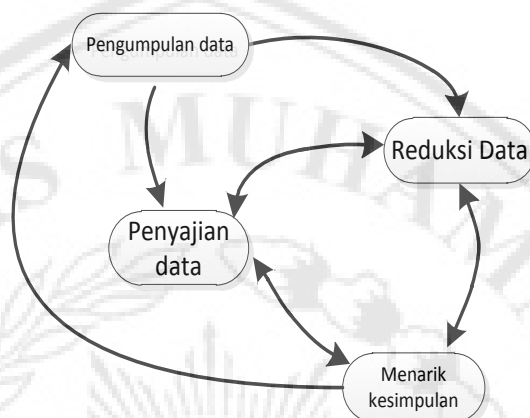 Pengumpulan data
Reduksi Data
Penyajian
data
Menarik
kesimpulan